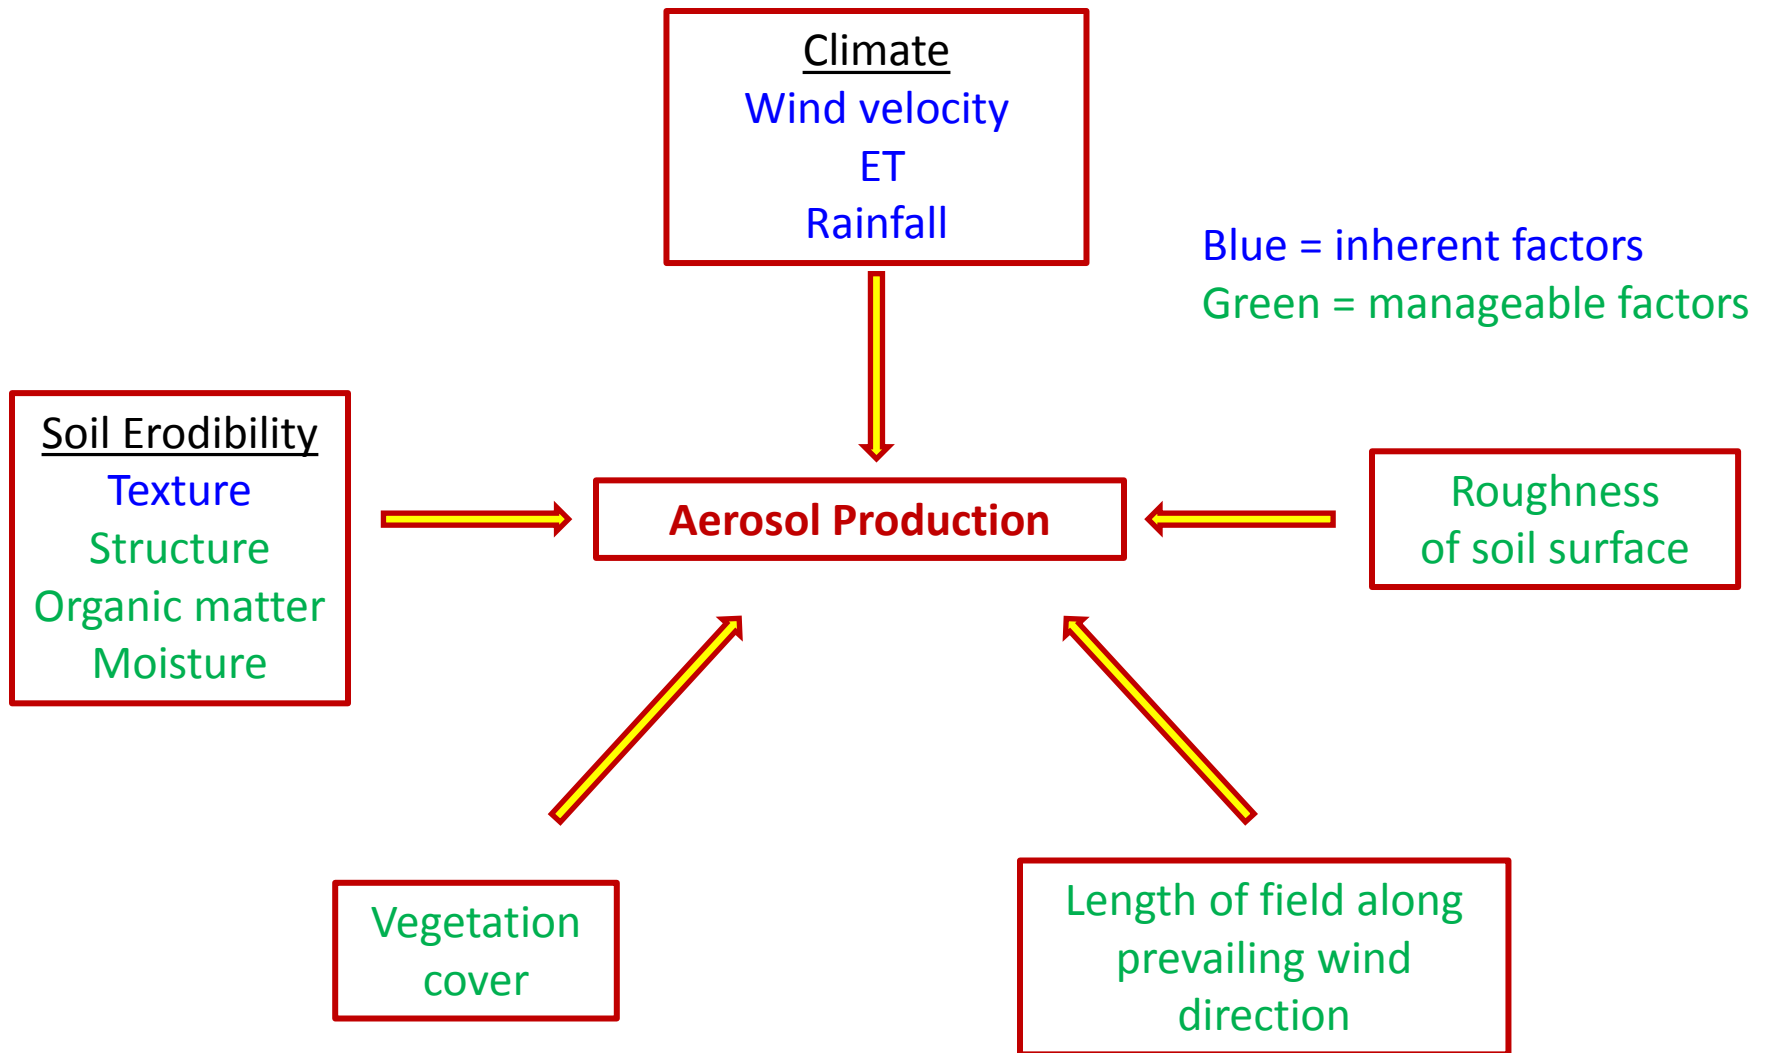 Climate
Wind velocity
ET
Rainfall
Blue = inherent factors
Green = manageable factors
Soil Erodibility
Texture
Structure
Organic matter
Moisture
Aerosol Production
Roughness
of soil surface
Vegetation
cover
Length of field along
prevailing wind
direction